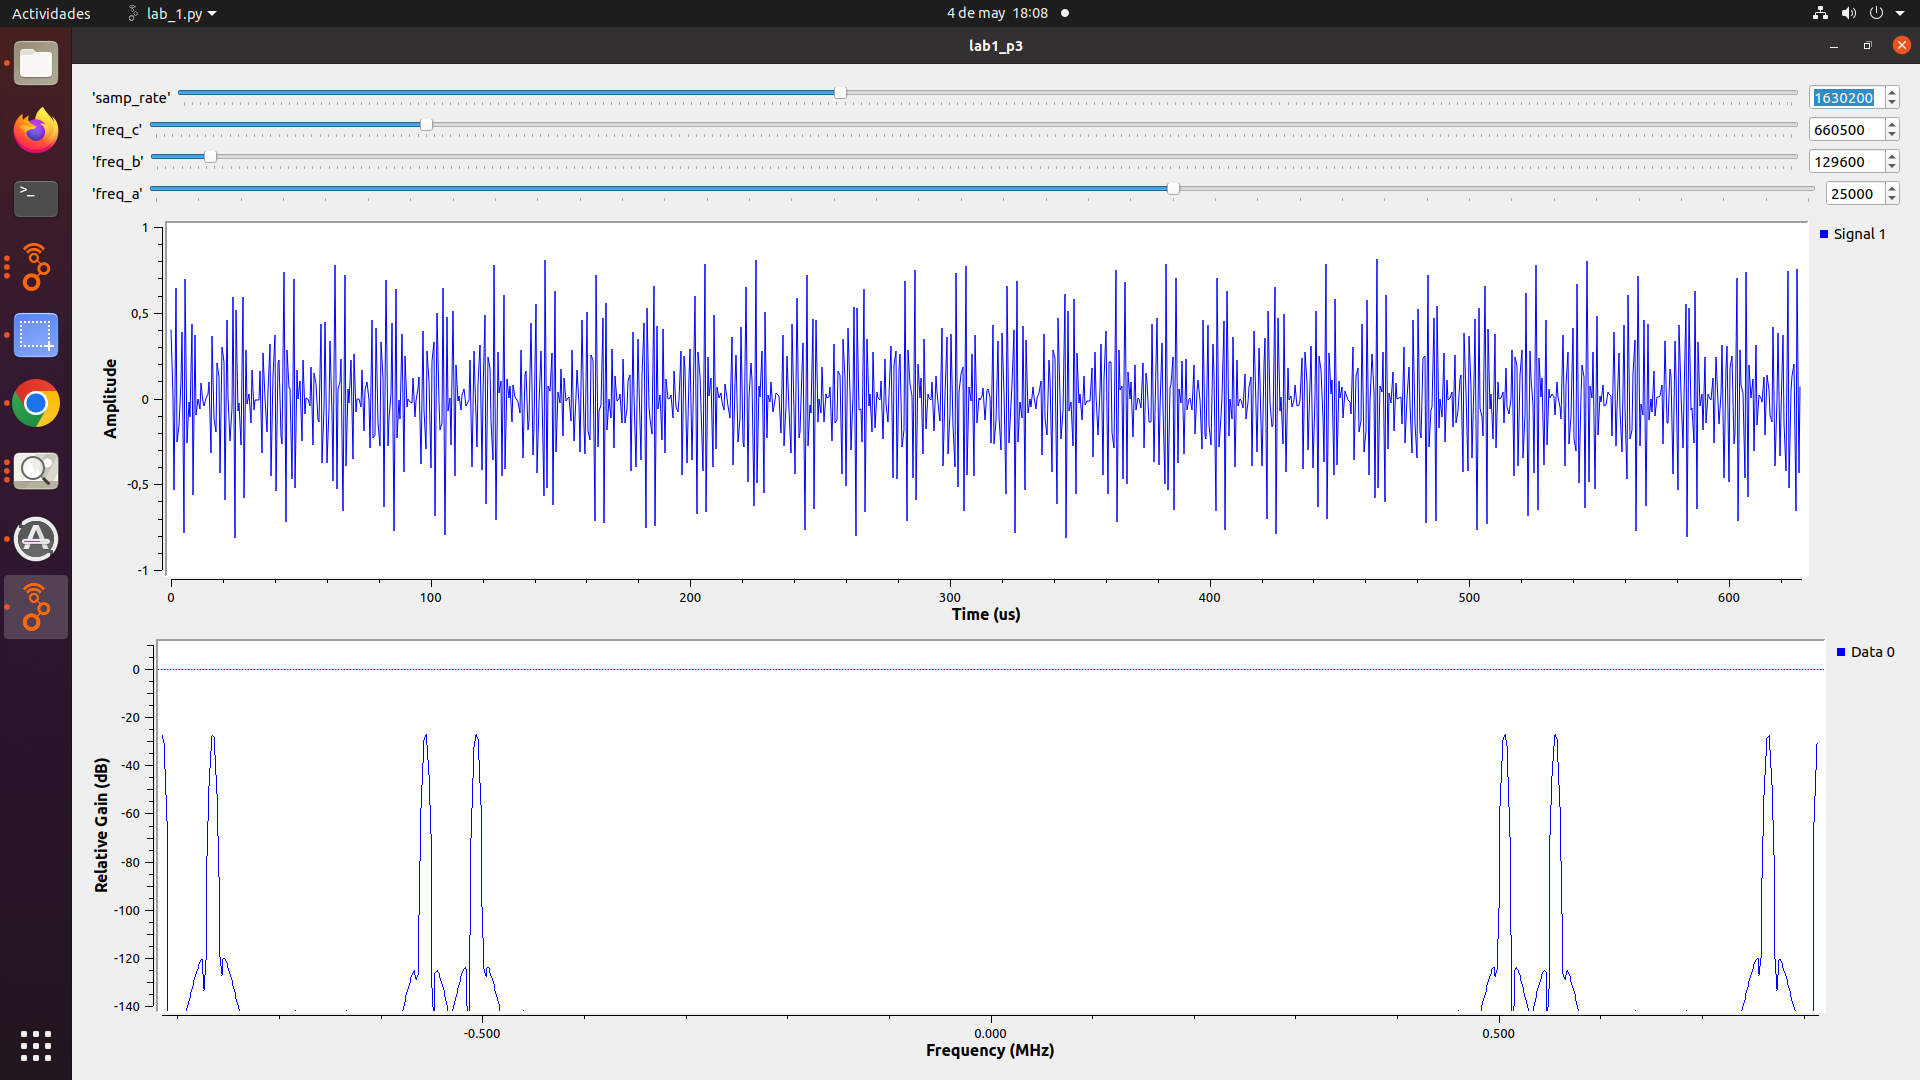 Actividades lab_1.py 4 de may 18:08
lab1_p3
'samp_rate' 1630200
'freq_c' 660500
'freq_b' 129600
'freq_a' 25000
Signal 1
1
0,5
0
-0,5
-1
Amplitude
0 100 200 300 400 500 600
Time (us)
Data 0
0
-20
-40
-60
-80
-100
-120
-140
Relative Gain (dB)
-0.500 0.000 0.500
Frequency (MHz)